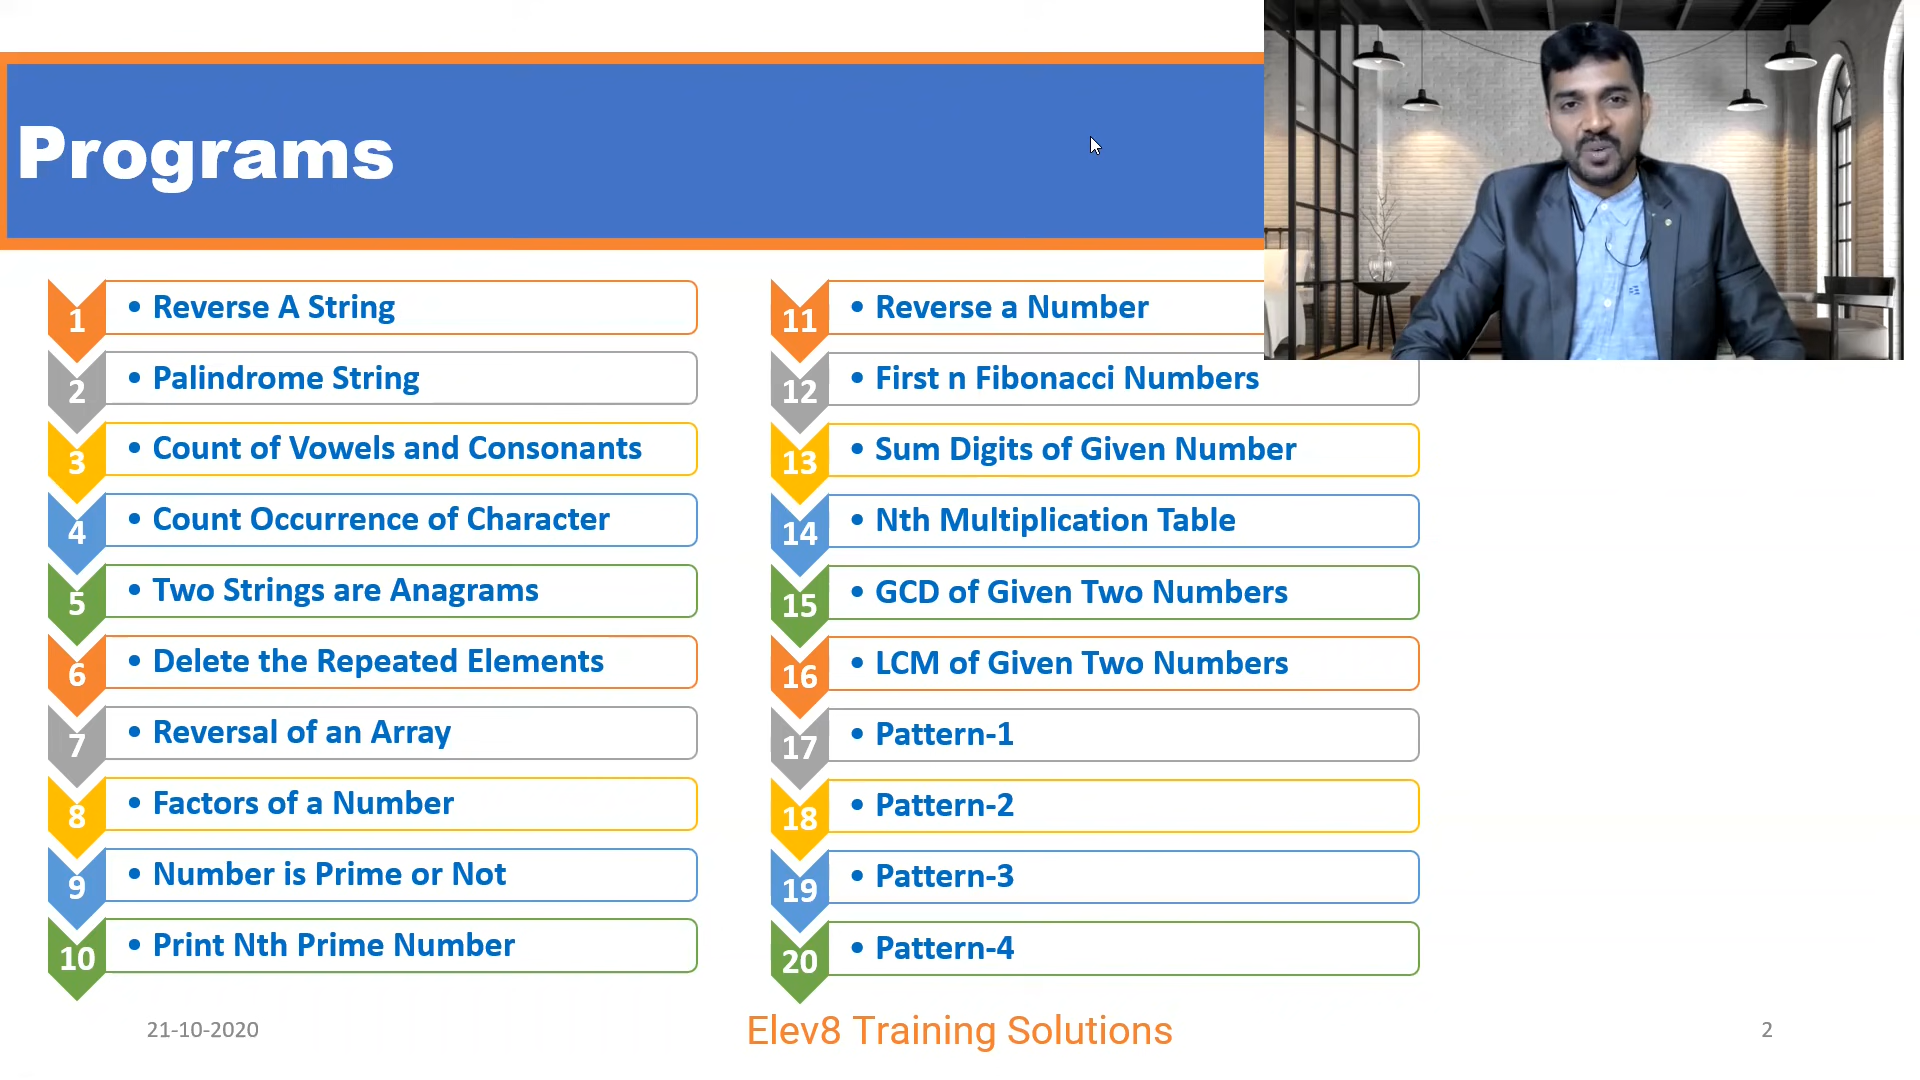 Programs
1 • Reverse A String
2 • Palindrome String
3 • Count of Vowels and Consonants
4 • Count Occurrence of Character
5 • Two Strings are Anagrams
6 • Delete the Repeated Elements
7 • Reversal of an Array
8 • Factors of a Number
9 • Number is Prime or Not
10 • Print Nth Prime Number
11 • Reverse a Number
12 • First n Fibonacci Numbers
13 • Sum Digits of Given Number
14 • Nth Multiplication Table
15 • GCD of Given Two Numbers
16 • LCM of Given Two Numbers
17 • Pattern-1
18 • Pattern-2
19 • Pattern-3
20 • Pattern-4
21-10-2020
Elev8 Training Solutions
2